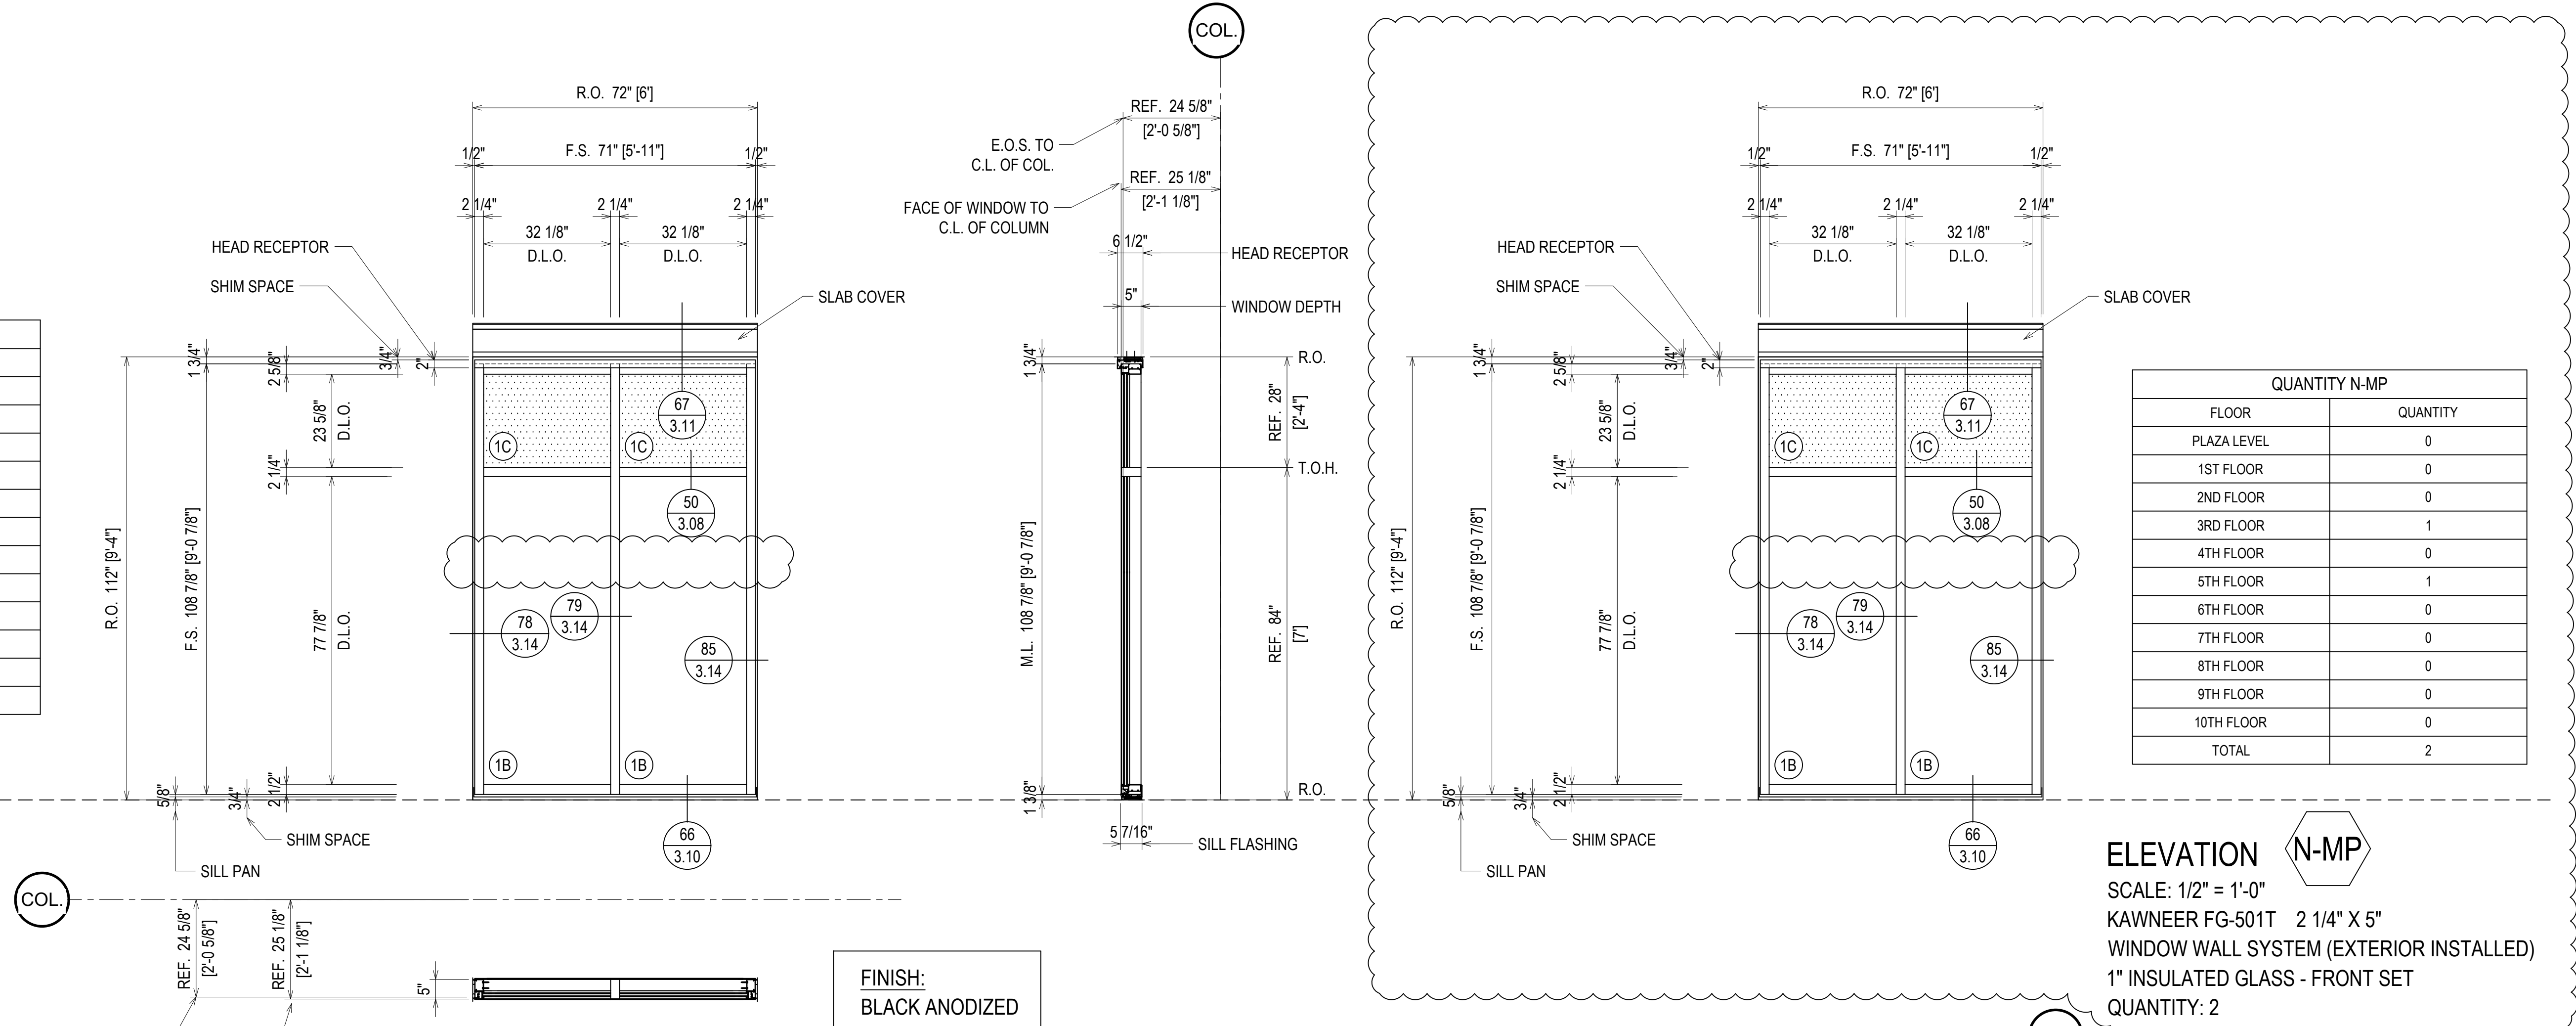 COL.
R.O. 72" [6']
1/2"
F.S. 71" [5'-11"]
1/2"
2 1/4"
2 1/4"
2 1/4"
32 1/8"
D.L.O.
32 1/8"
D.L.O.
HEAD RECEPTOR
SHIM SPACE
SLAB COVER
1 3/4"
2 5/8"
3/4"
2"
23 5/8"
D.L.O.
2 1/4"
R.O. 112" [9'-4"]
F.S. 108 7/8" [9'-0 7/8"]
77 7/8"
D.L.O.
5/8"
3/4"
2 1/2"
SHIM SPACE
SILL PAN
67
3.11
1C
1C
50
3.08
79
3.14
78
3.14
85
3.14
1B
1B
66
3.10
COL.
REF. 24 5/8"
[2'-0 5/8"]
REF. 25 1/8"
[2'-1 1/8"]
5"
FINISH:
BLACK ANODIZED
REF. 24 5/8"
[2'-0 5/8"]
E.O.S. TO
C.L. OF COL.
REF. 25 1/8"
[2'-1 1/8"]
FACE OF WINDOW TO
C.L. OF COLUMN
6 1/2"
HEAD RECEPTOR
5"
WINDOW DEPTH
1 3/4"
R.O.
REF. 28"
[2'-4"]
T.O.H.
M.L. 108 7/8" [9'-0 7/8"]
REF. 84"
[7']
1 3/8"
R.O.
5 7/16"
SILL FLASHING
R.O. 72" [6']
1/2"
F.S. 71" [5'-11"]
1/2"
2 1/4"
2 1/4"
2 1/4"
32 1/8"
D.L.O.
32 1/8"
D.L.O.
HEAD RECEPTOR
SHIM SPACE
SLAB COVER
1 3/4"
2 5/8"
3/4"
2"
23 5/8"
D.L.O.
2 1/4"
R.O. 112" [9'-4"]
F.S. 108 7/8" [9'-0 7/8"]
77 7/8"
D.L.O.
5/8"
3/4"
2 1/2"
SHIM SPACE
SILL PAN
67
3.11
1C
1C
50
3.08
79
3.14
78
3.14
85
3.14
1B
1B
66
3.10
QUANTITY N-MP
FLOOR QUANTITY
PLAZA LEVEL 0
1ST FLOOR 0
2ND FLOOR 0
3RD FLOOR 1
4TH FLOOR 0
5TH FLOOR 1
6TH FLOOR 0
7TH FLOOR 0
8TH FLOOR 0
9TH FLOOR 0
10TH FLOOR 0
TOTAL 2
ELEVATION N-MP
SCALE: 1/2" = 1'-0"
KAWNEER FG-501T 2 1/4" X 5"
WINDOW WALL SYSTEM (EXTERIOR INSTALLED)
1" INSULATED GLASS - FRONT SET
QUANTITY: 2